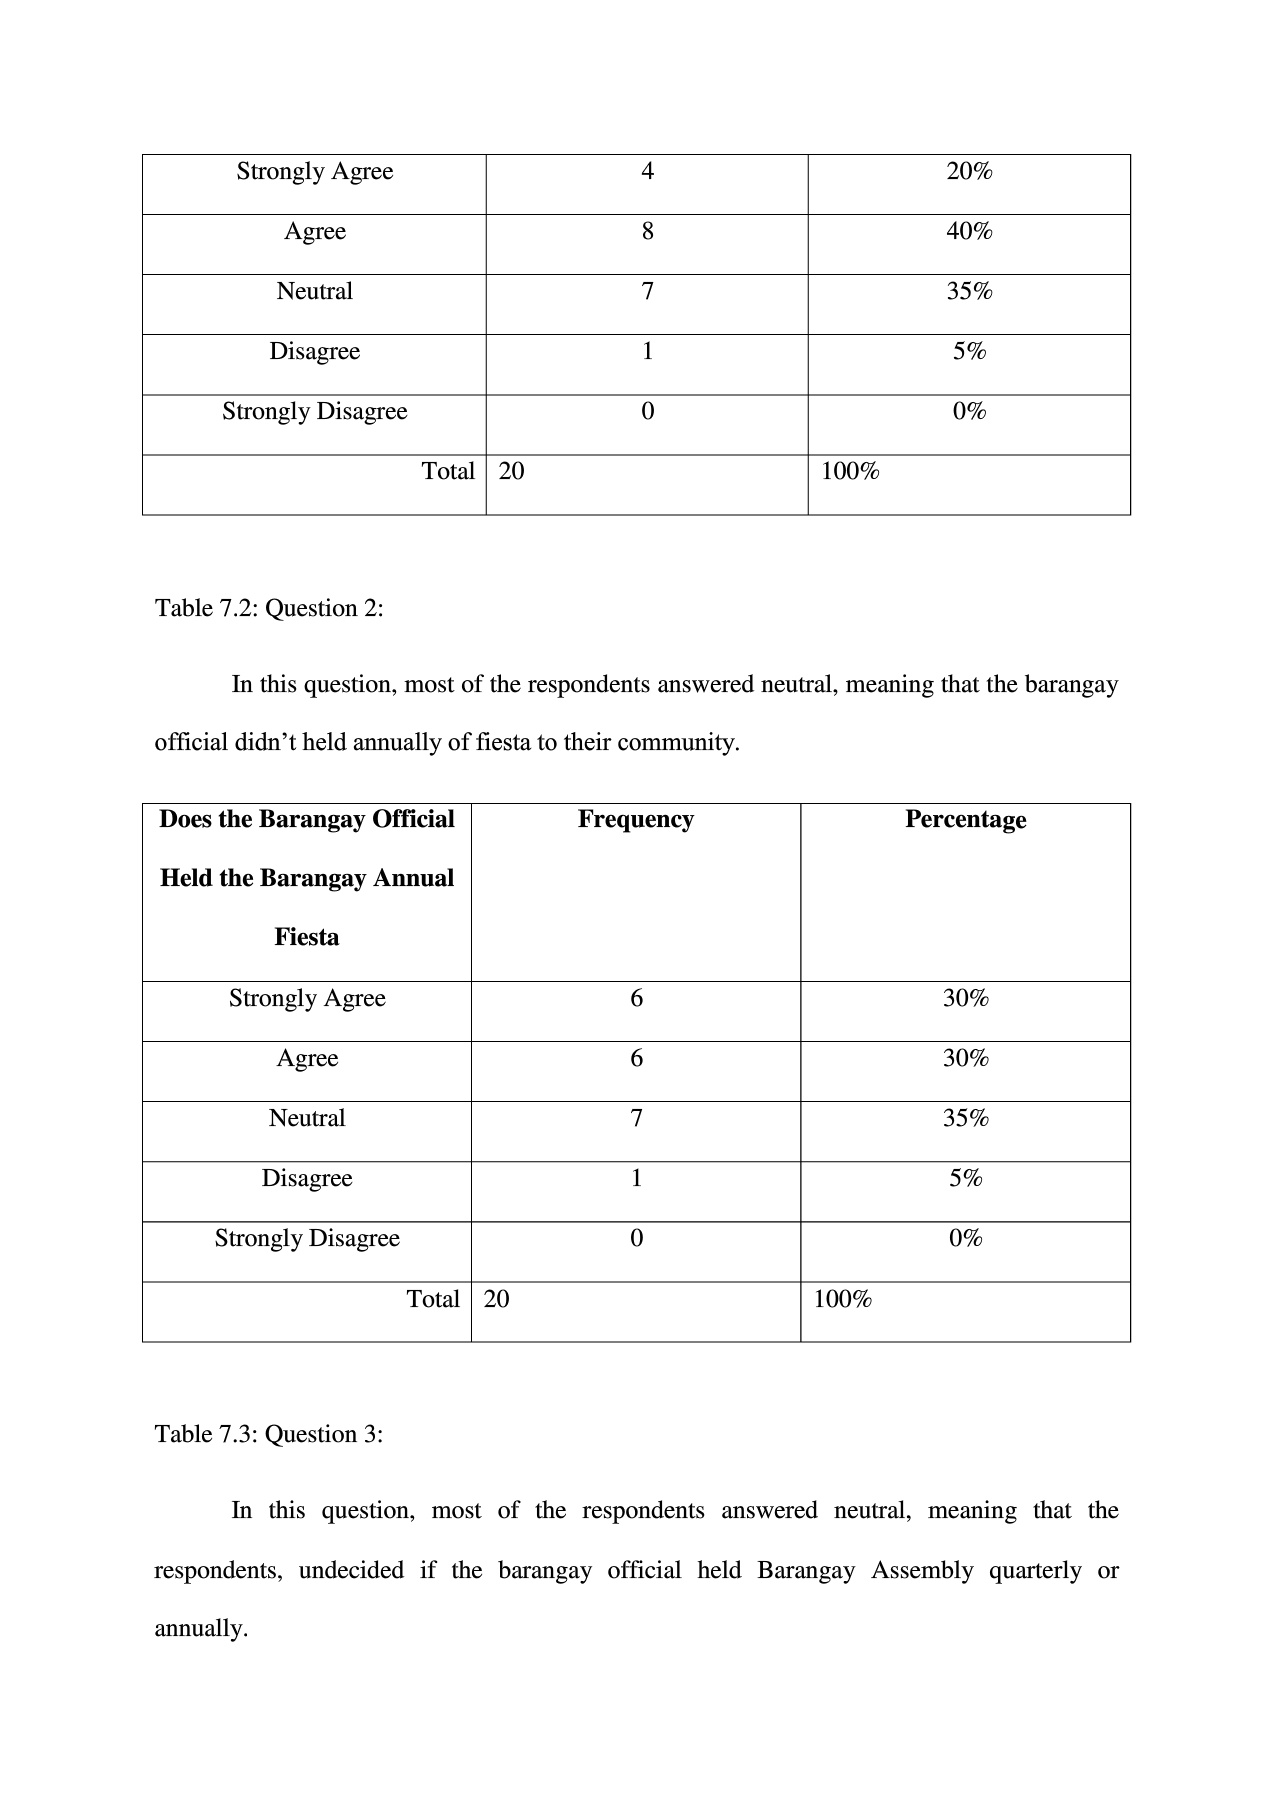 Strongly Agree 4 20%
Agree 8 40%
Neutral 7 35%
Disagree 1 5%
Strongly Disagree 0 0%
Total 20 100%
Table 7.2: Question 2:
In this question, most of the respondents answered neutral, meaning that the barangay
official didn’t held annually of fiesta to their community.
Does the Barangay Official Frequency Percentage
Held the Barangay Annual
Fiesta
Strongly Agree 6 30%
Agree 6 30%
Neutral 7 35%
Disagree 1 5%
Strongly Disagree 0 0%
Total 20 100%
Table 7.3: Question 3:
In this question, most of the respondents answered neutral, meaning that the
respondents, undecided if the barangay official held Barangay Assembly quarterly or
annually.